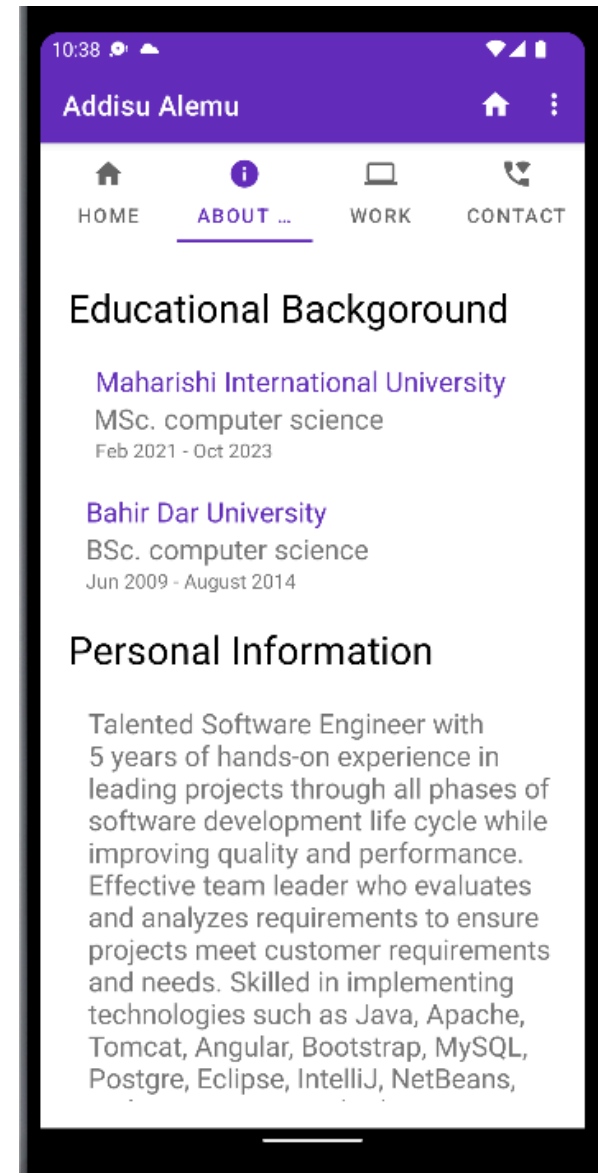 10:38
Addisu Alemu
HOME ABOUT ... WORK CONTACT
Educational Backgoround
Maharishi International University
MSc. computer science
Feb 2021 - Oct 2023
Bahir Dar University
BSc. computer science
Jun 2009 - August 2014
Personal Information
Talented Software Engineer with
5 years of hands-on experience in
leading projects through all phases of
software development life cycle while
improving quality and performance.
Effective team leader who evaluates
and analyzes requirements to ensure
projects meet customer requirements
and needs. Skilled in implementing
technologies such as Java, Apache,
Tomcat, Angular, Bootstrap, MySQL,
Postgre, Eclipse, IntelliJ, NetBeans,